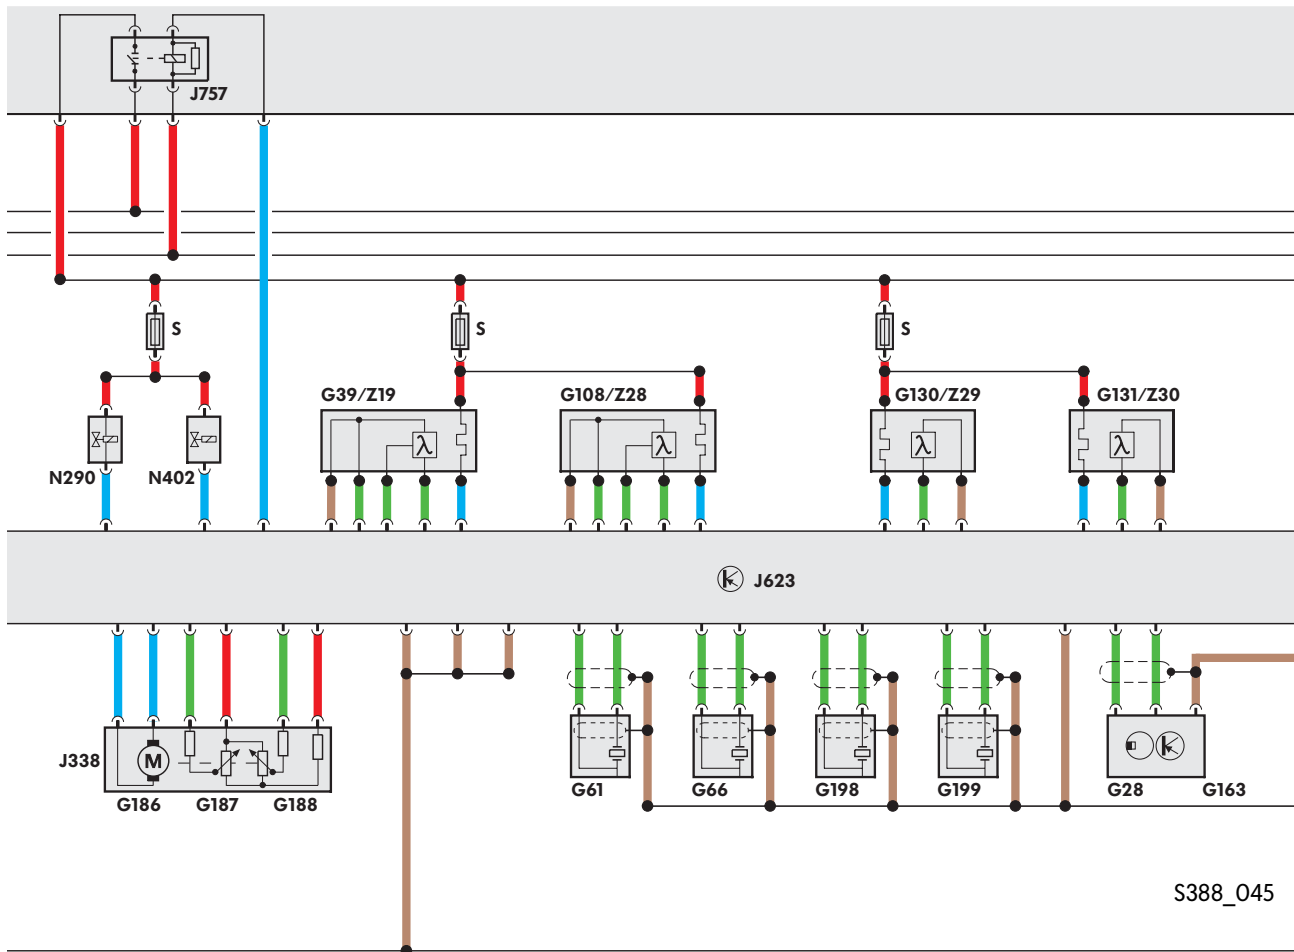 J757
S S S
G39/Z19 G108/Z28 G130/Z29 G131/Z30
N290 N402
λ λ λ λ
J623
J338 M
G186 G187 G188 G61 G66 G198 G199 G28 G163
S388_045